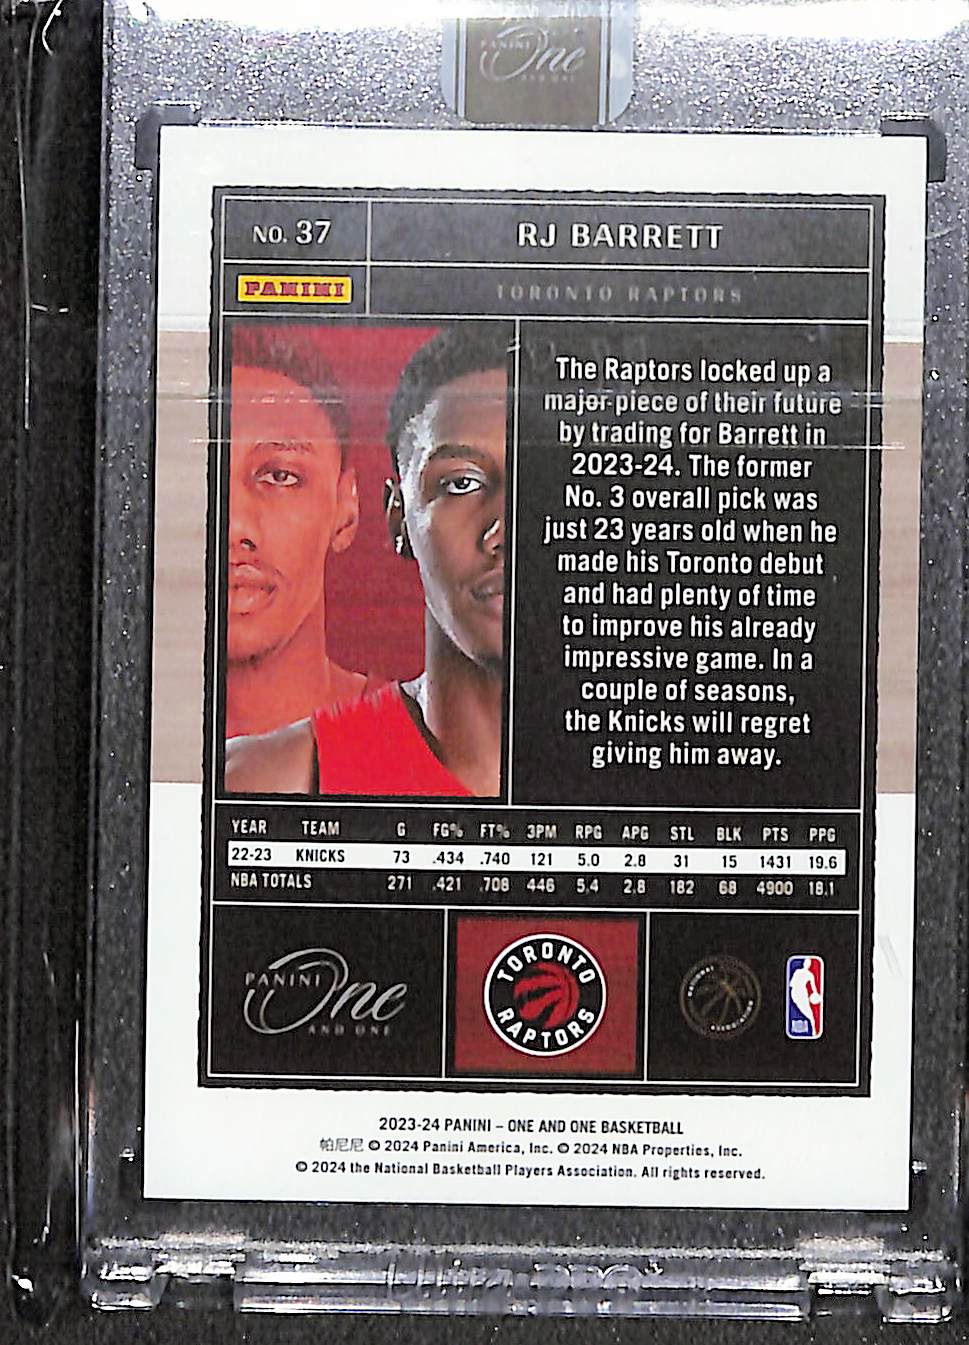 PANINI One
AND ONE
NO. 37
RJ BARRETT
PANINI
TORONTO RAPTORS
The Raptors locked up a
major piece of their future
by trading for Barrett in
2023-24. The former
No. 3 overall pick was
just 23 years old when he
made his Toronto debut
and had plenty of time
to improve his already
impressive game. In a
couple of seasons,
the Knicks will regret
giving him away.
YEAR TEAM G FG% FT% 3PM RPG APG STL BLK PTS PPG
22-23 KNICKS 73 .434 .740 121 5.0 2.8 31 15 1431 19.6
NBA TOTALS 271 .421 .708 446 5.4 2.8 182 68 4900 18.1
PANINI One
AND ONE
TORONTO
RAPTORS
NATIONAL
ASSOCIATION
NBA
2023-24 PANINI – ONE AND ONE BASKETBALL
帕尼尼 © 2024 Panini America, Inc. © 2024 NBA Properties, Inc.
© 2024 the National Basketball Players Association. All rights reserved.